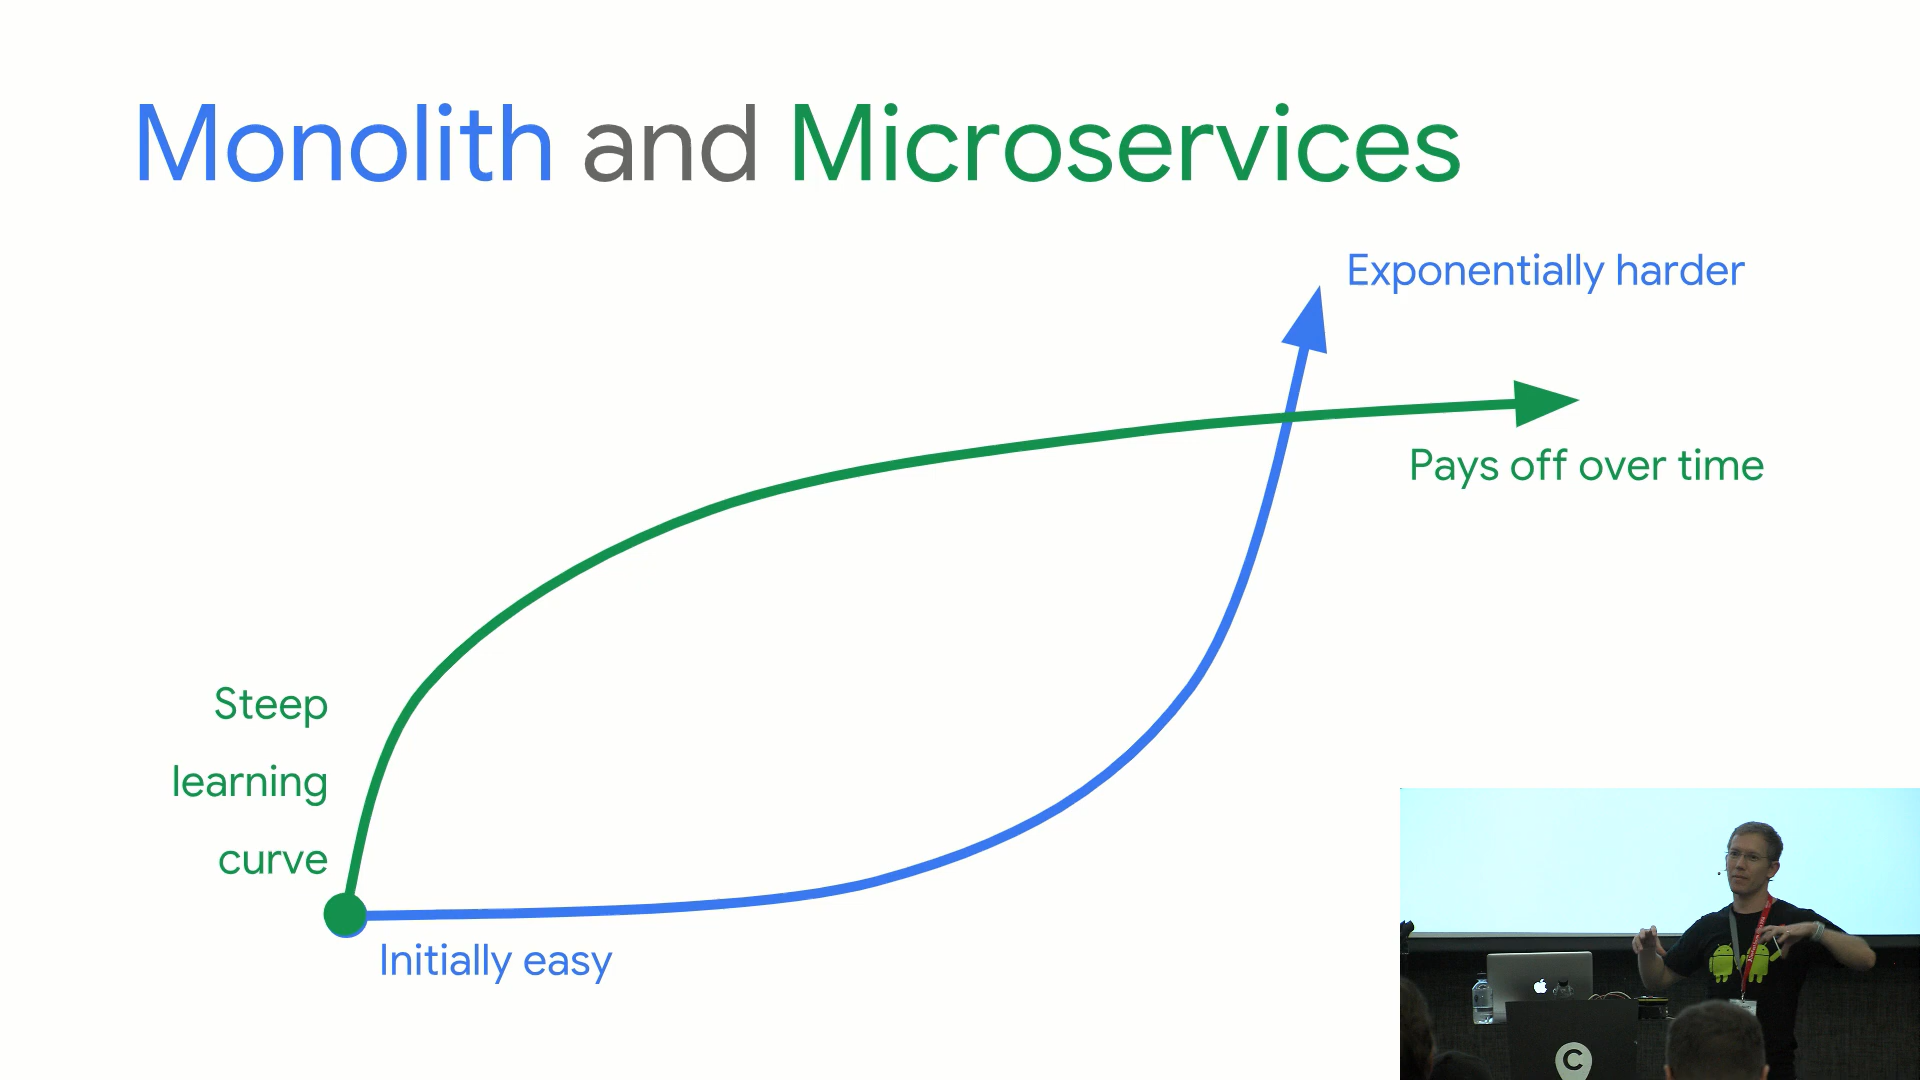 Monolith and Microservices
Exponentially harder
Pays off over time
Steep
learning
curve
Initially easy
C